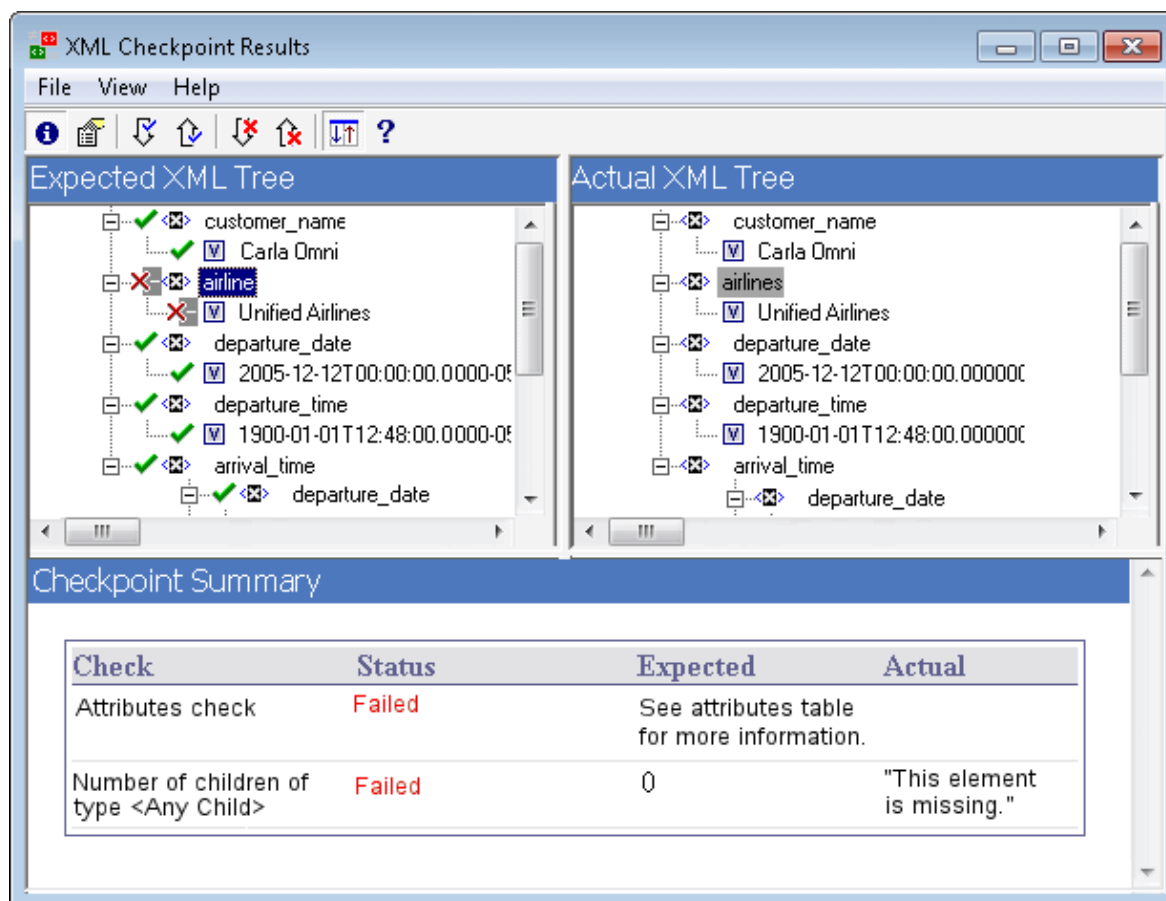 XML Checkpoint Results
File View Help
Expected XML Tree
customer_name
Carla Omni
airline
Unified Airlines
departure_date
2005-12-12T00:00:00.0000-05
departure_time
1900-01-01T12:48:00.0000-05
arrival_time
departure_date
Actual XML Tree
customer_name
Carla Omni
airlines
Unified Airlines
departure_date
2005-12-12T00:00:00.000000
departure_time
1900-01-01T12:48:00.000000
arrival_time
departure_date
Checkpoint Summary
Check Status Expected Actual
Attributes check Failed See attributes table
for more information.
Number of children of Failed 0 "This element
type <Any Child> is missing."